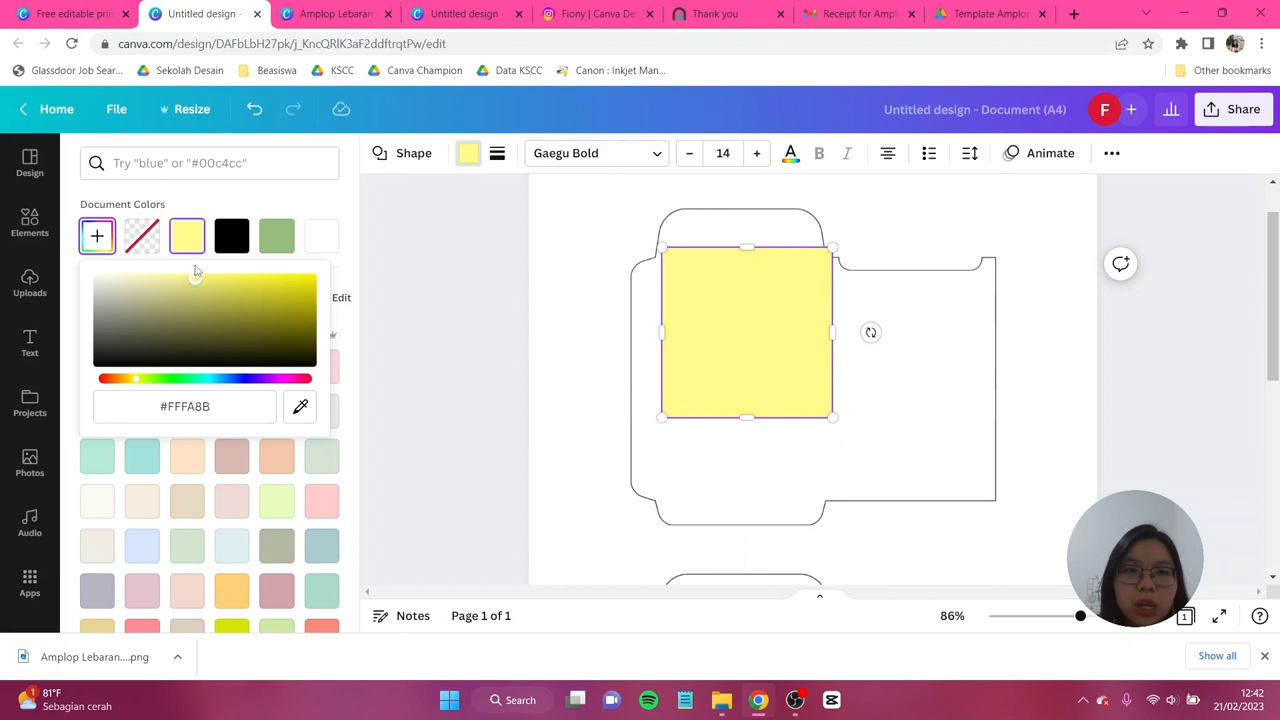 Free editable prin
Untitled design -
Amplop Lebaran
Untitled design -
Fiony | Canva De
Thank you
Receipt for Ampl
Template Amplop
canva.com/design/DAFbLbH27pk/j_KncQRlK3aF2ddftrqtPw/edit
Glassdoor Job Sear...
Sekolah Desain
Beasiswa
KSCC
Canva Champion
Data KSCC
Canon : Inkjet Man...
Other bookmarks
Home
File
Resize
Untitled design - Document (A4)
F
Share
Design
Elements
Uploads
Text
Projects
Photos
Audio
Apps
Try "blue" or "#00c4cc"
Document Colors
Edit
#FFFA8B
Shape
Gaegu Bold
14
A
B
I
Animate
Notes
Page 1 of 1
86%
1
Amplop Lebaran....png
Show all
1
81°F
Sebagian cerah
Search
12:42
21/02/2023